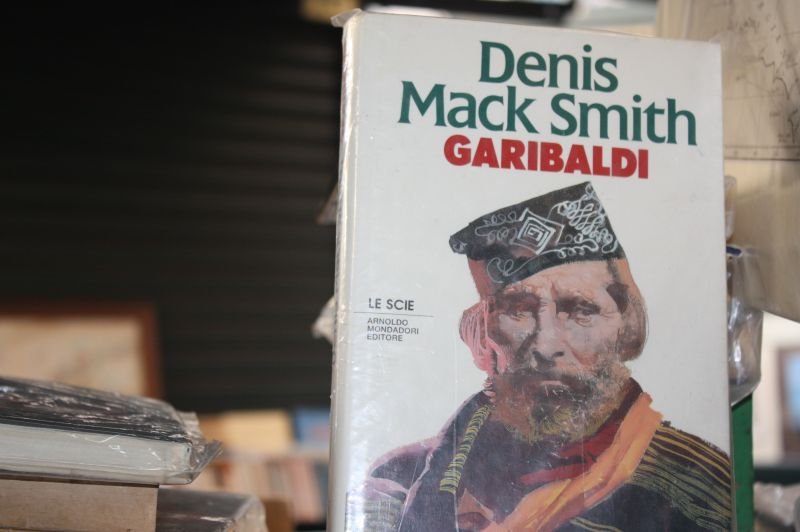 Denis
Mack Smith
GARIBALDI
LE SCIE
ARNOLDO
MONDADORI
EDITORE